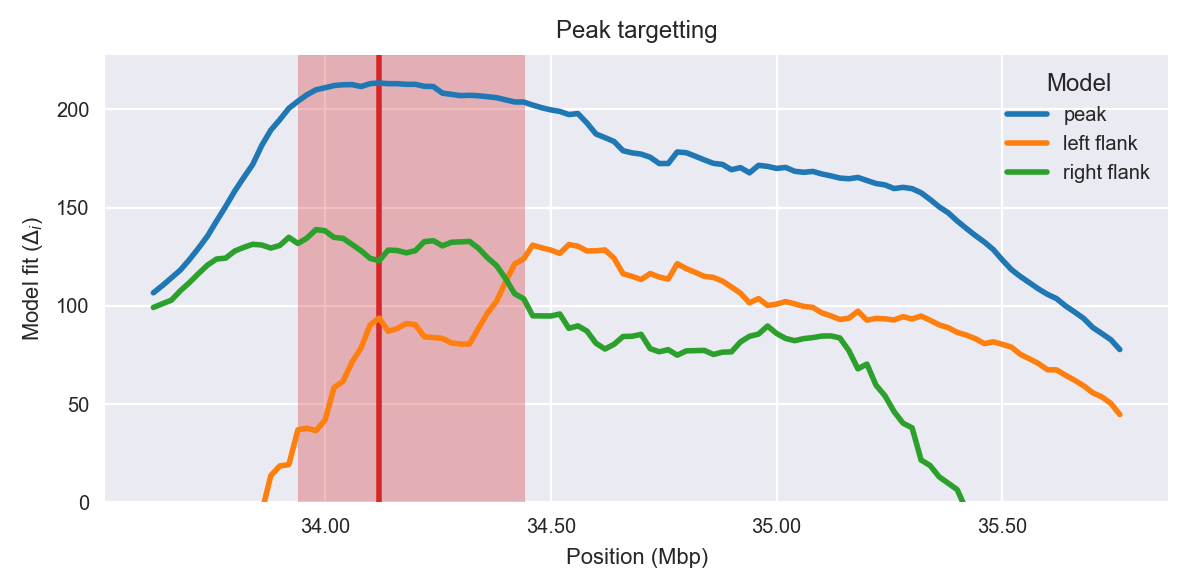 Peak targetting
Model fit (Δi)
200
150
100
50
0
Model
peak
left flank
right flank
34.00
34.50
35.00
35.50
Position (Mbp)